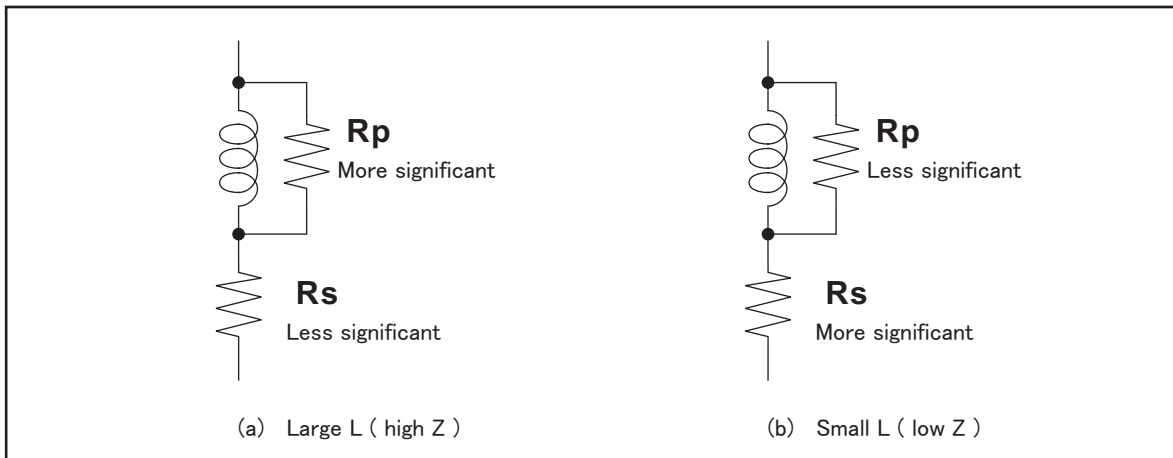 Rp
More significant
Rs
Less significant
(a) Large L ( high Z )
Rp
Less significant
Rs
More significant
(b) Small L ( low Z )